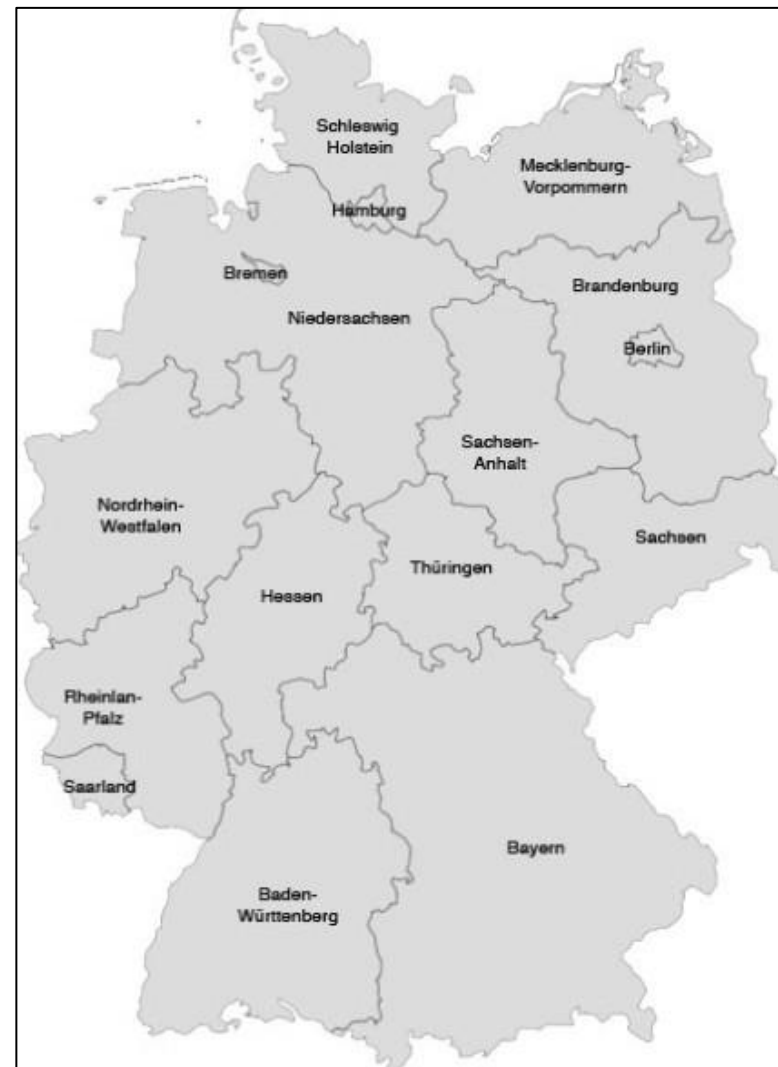 Schleswig
Holstein
Mecklenburg-
Vorpommern
Hamburg
Bremen
Brandenburg
Niedersachsen
Berlin
Sachsen-
Anhalt
Nordrhein-
Westfalen
Sachsen
Thüringen
Hessen
Rheinlan-
Pfalz
Saarland
Bayern
Baden-
Württenberg